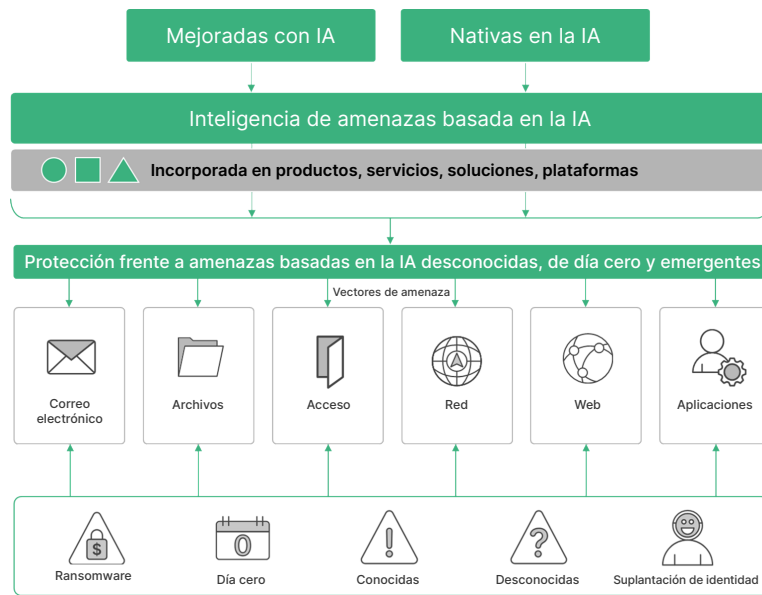 Mejoradas con IA
Nativas en la IA
Inteligencia de amenazas basada en la IA
Incorporada en productos, servicios, soluciones, plataformas
Protección frente a amenazas basadas en la IA desconocidas, de día cero y emergentes
Vectores de amenaza
Correo
electrónico
Archivos
Acceso
Red
Web
Aplicaciones
$
0
!
?
Ransomware
Día cero
Conocidas
Desconocidas
Suplantación de identidad